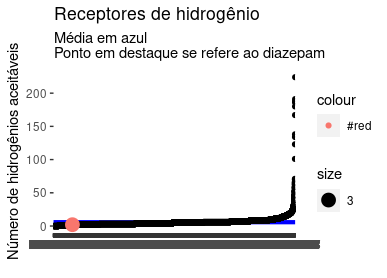 Receptores de hidrogênio
Média em azul
Ponto em destaque se refere ao diazepam
Número de hidrogênios aceitáveis
200
150
100
50
0
colour
#red
size
3